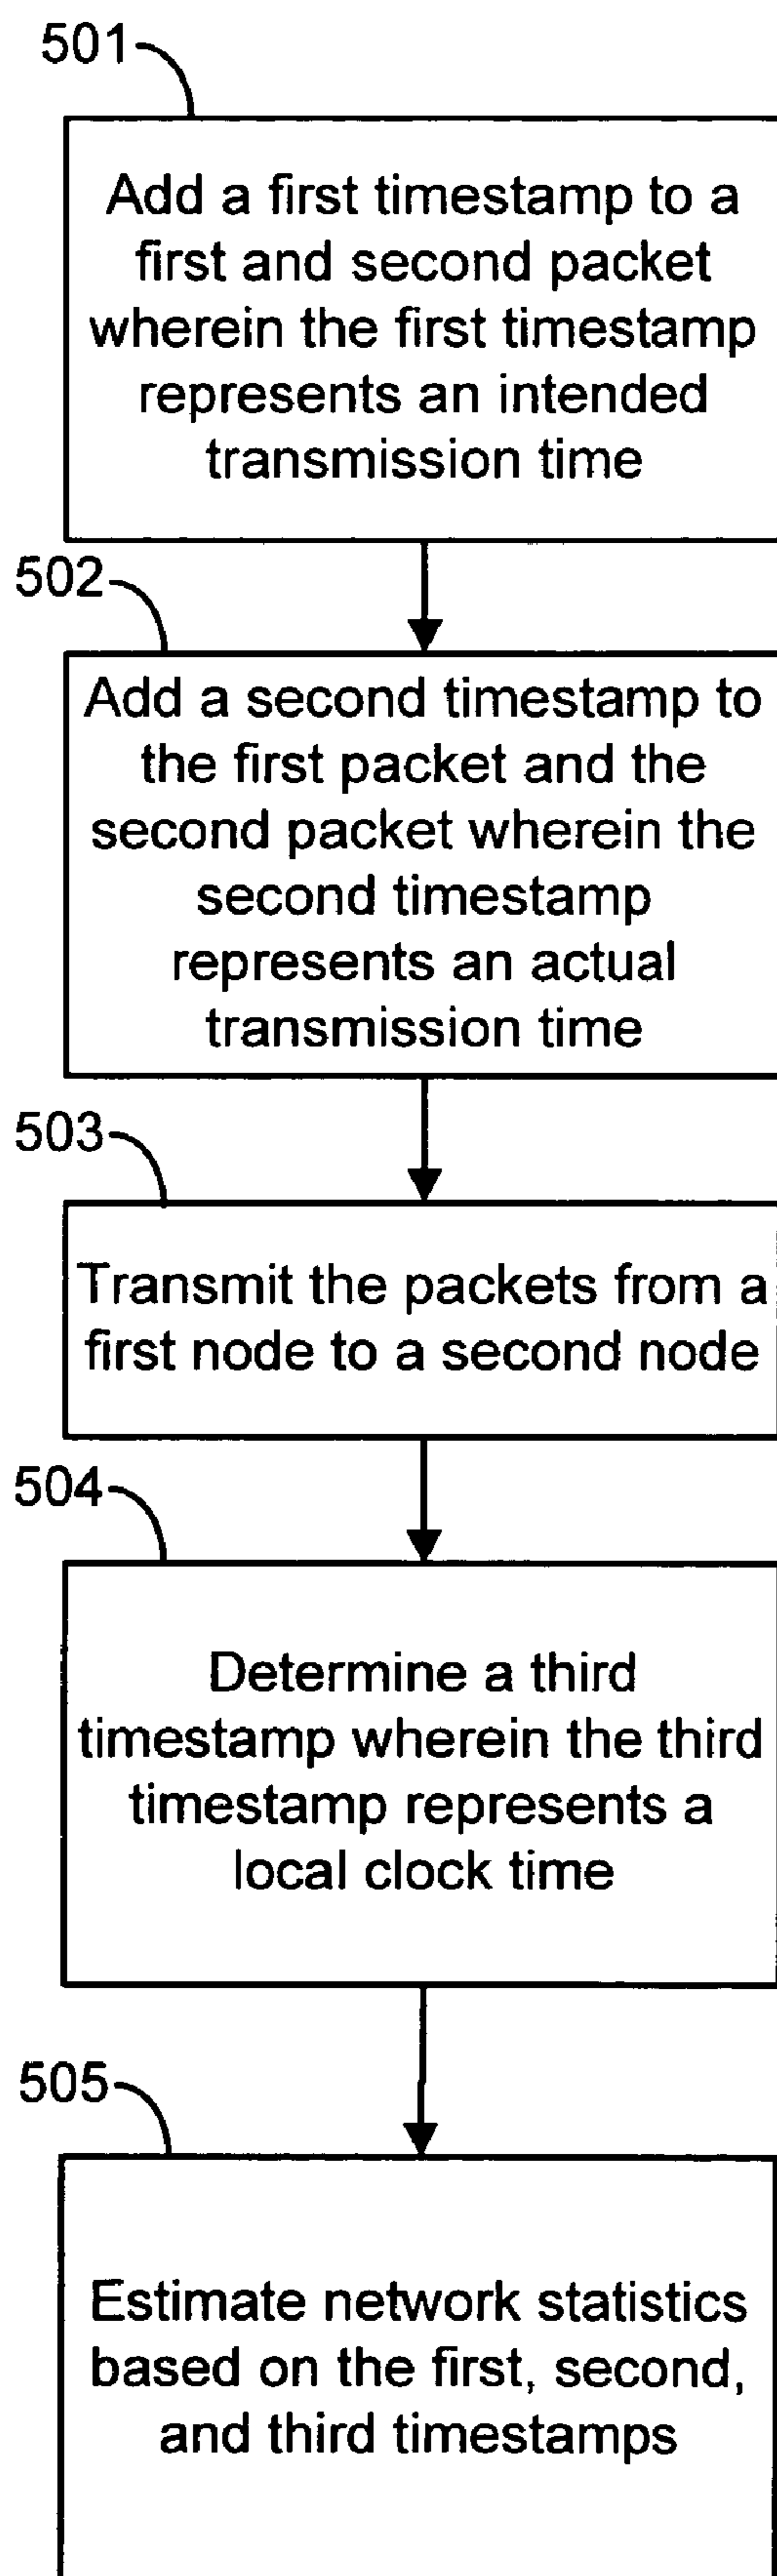 501
Add a first timestamp to a
first and second packet
wherein the first timestamp
represents an intended
transmission time
502
Add a second timestamp to
the first packet and the
second packet wherein the
second timestamp
represents an actual
transmission time
503
Transmit the packets from a
first node to a second node
504
Determine a third
timestamp wherein the third
timestamp represents a
local clock time
505
Estimate network statistics
based on the first, second,
and third timestamps